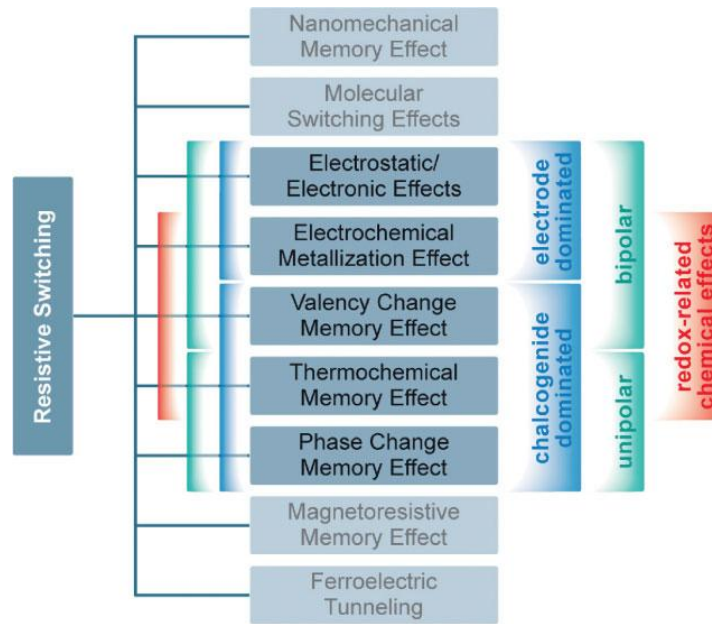 Resistive Switching
Nanomechanical
Memory Effect
Molecular
Switching Effects
Electrostatic/
Electronic Effects
Electrochemical
Metallization Effect
Valency Change
Memory Effect
Thermochemical
Memory Effect
Phase Change
Memory Effect
Magnetoresistive
Memory Effect
Ferroelectric
Tunneling
electrode
dominated
chalcogenide
dominated
bipolar
unipolar
redox-related
chemical effects